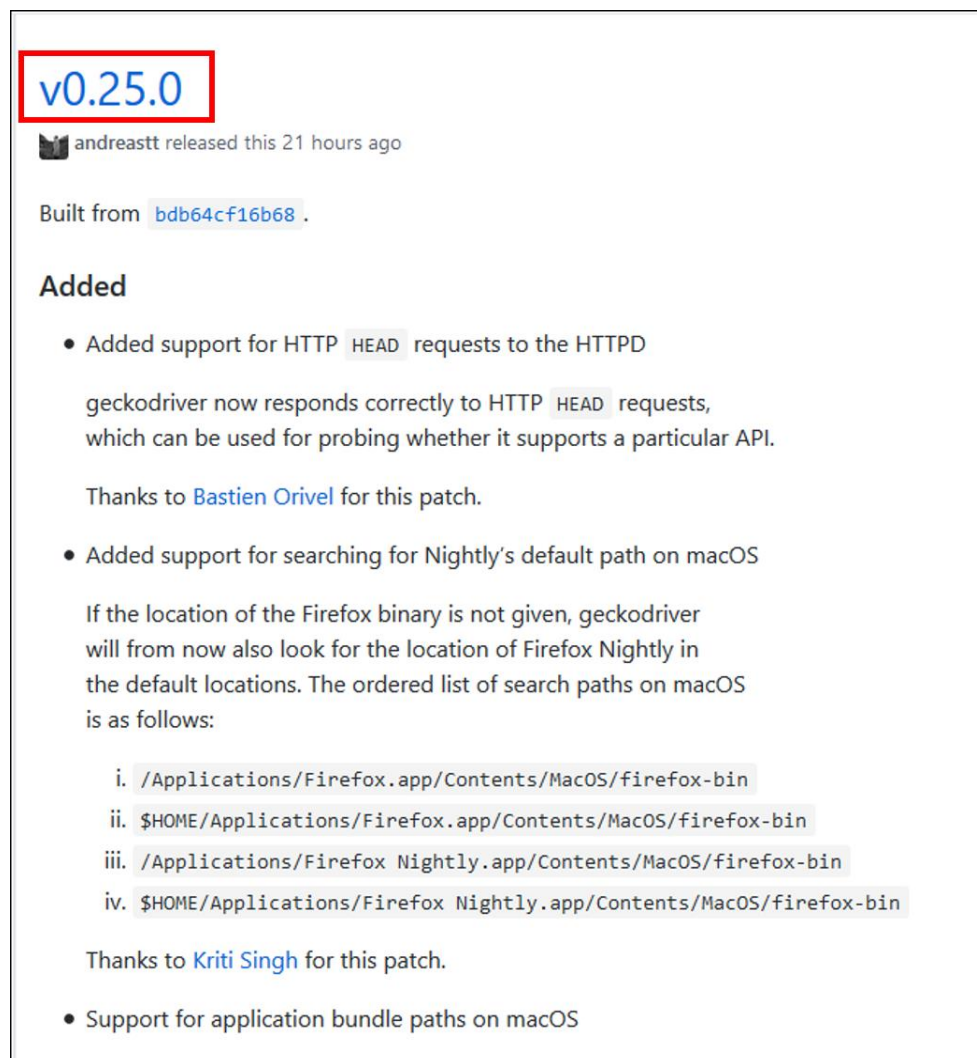 v0.25.0
andreastt released this 21 hours ago
Built from bdb64cf16b68 .
Added
• Added support for HTTP HEAD requests to the HTTPD
geckodriver now responds correctly to HTTP HEAD requests,
which can be used for probing whether it supports a particular API.
Thanks to Bastien Orivel for this patch.
• Added support for searching for Nightly’s default path on macOS
If the location of the Firefox binary is not given, geckodriver
will from now also look for the location of Firefox Nightly in
the default locations. The ordered list of search paths on macOS
is as follows:
i. /Applications/Firefox.app/Contents/MacOS/firefox-bin
ii. $HOME/Applications/Firefox.app/Contents/MacOS/firefox-bin
iii. /Applications/Firefox Nightly.app/Contents/MacOS/firefox-bin
iv. $HOME/Applications/Firefox Nightly.app/Contents/MacOS/firefox-bin
Thanks to Kriti Singh for this patch.
• Support for application bundle paths on macOS